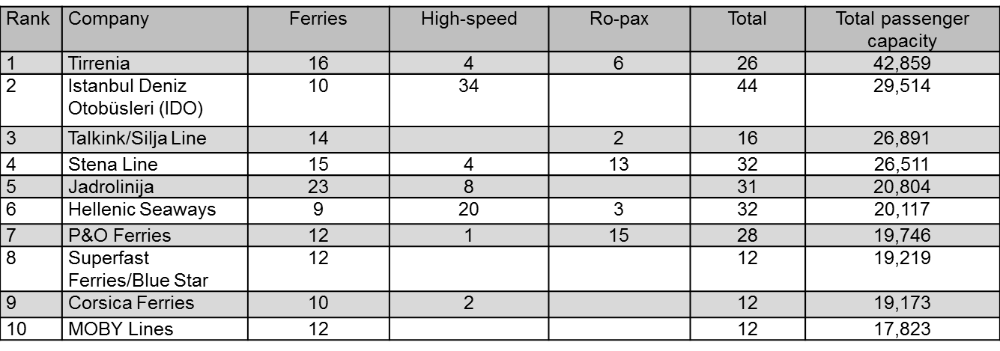 Rank Company Ferries High-speed Ro-pax Total Total passenger
capacity
1 Tirrenia 16 4 6 26 42,859
2 Istanbul Deniz 10 34 44 29,514
Otobüsleri (IDO)
3 Talkink/Silja Line 14 2 16 26,891
4 Stena Line 15 4 13 32 26,511
5 Jadrolinija 23 8 31 20,804
6 Hellenic Seaways 9 20 3 32 20,117
7 P&O Ferries 12 1 15 28 19,746
8 Superfast 12 12 19,219
Ferries/Blue Star
9 Corsica Ferries 10 2 12 19,173
10 MOBY Lines 12 12 17,823